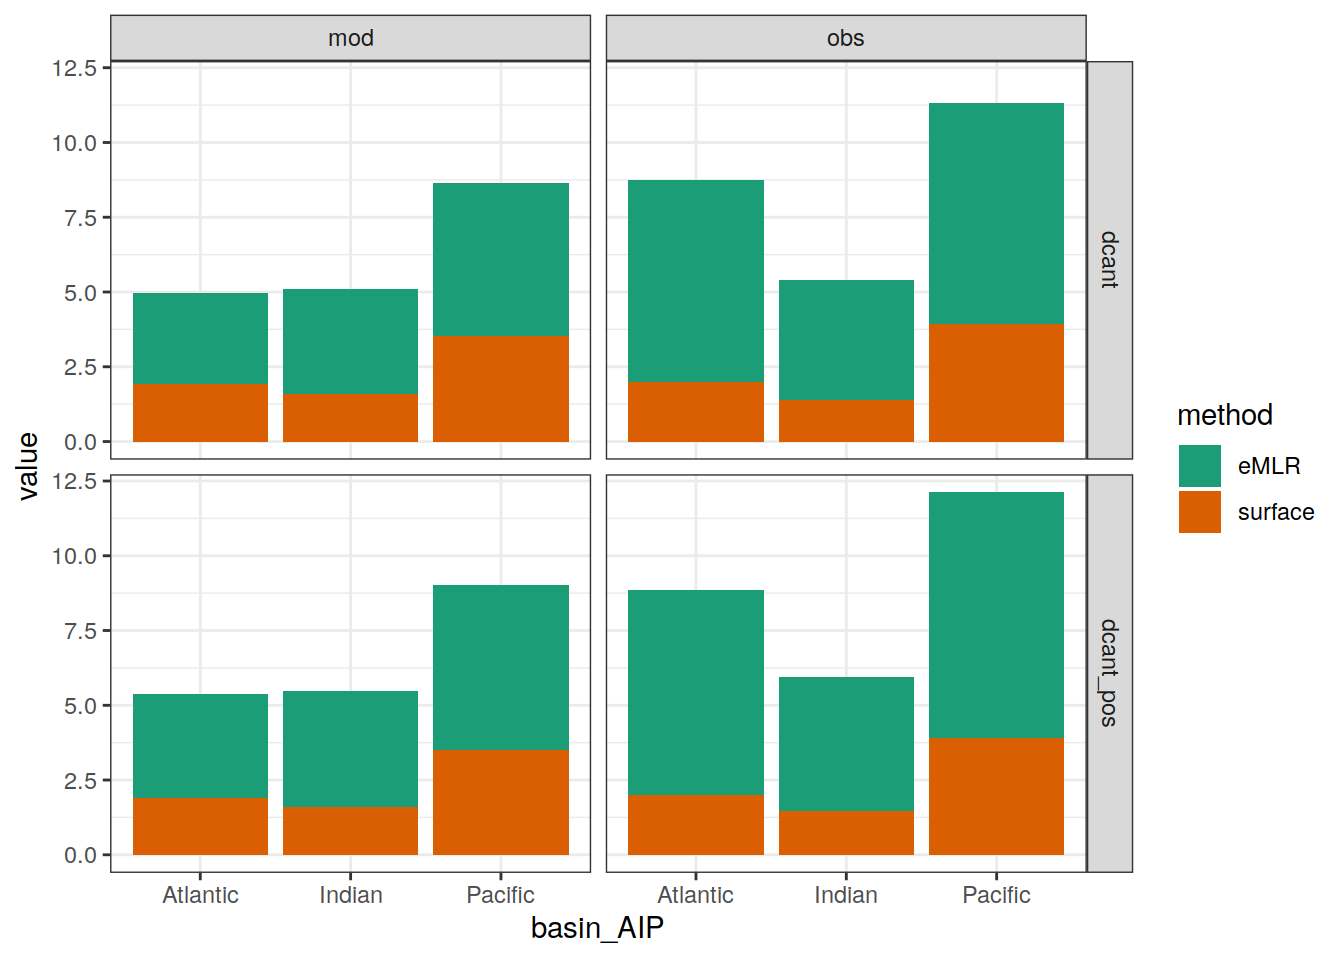 mod
obs
12.5
10.0
7.5
5.0
2.5
0.0
dcant
12.5
10.0
7.5
5.0
2.5
0.0
dcant_pos
Atlantic
Indian
Pacific
Atlantic
Indian
Pacific
basin_AIP
value
method
eMLR
surface